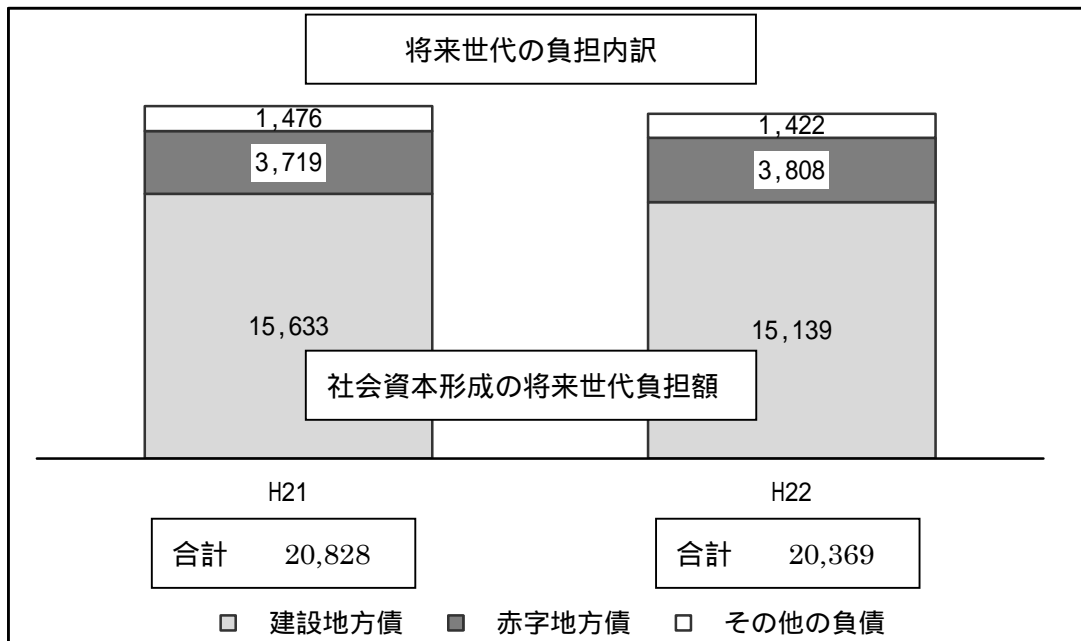 将来世代の負担内訳
1,476
1,422
3,719
3,808
15,633
15,139
社会資本形成の将来世代負担額
H21
H22
合計 20,828
合計 20,369
建設地方債 赤字地方債 その他の負債